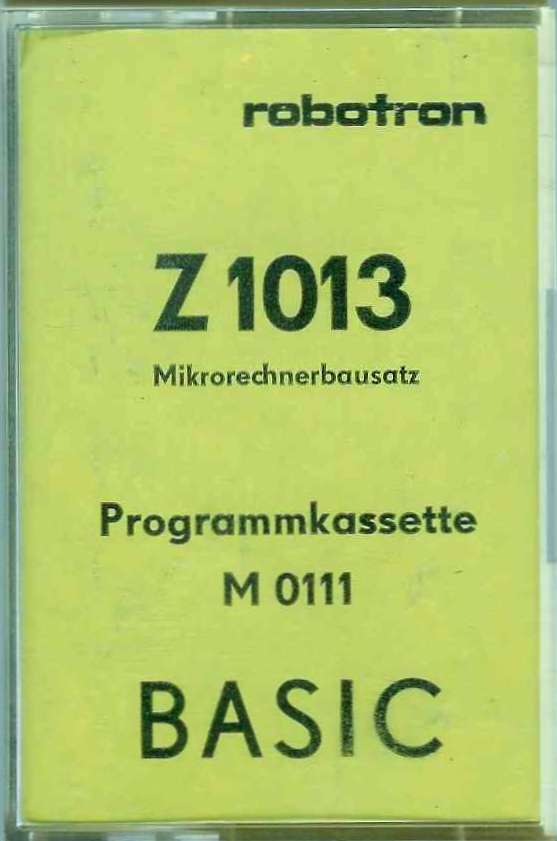 robotron
Z 1013
Mikrorechnerbausatz
Programmkassette
M 0111
BASIC